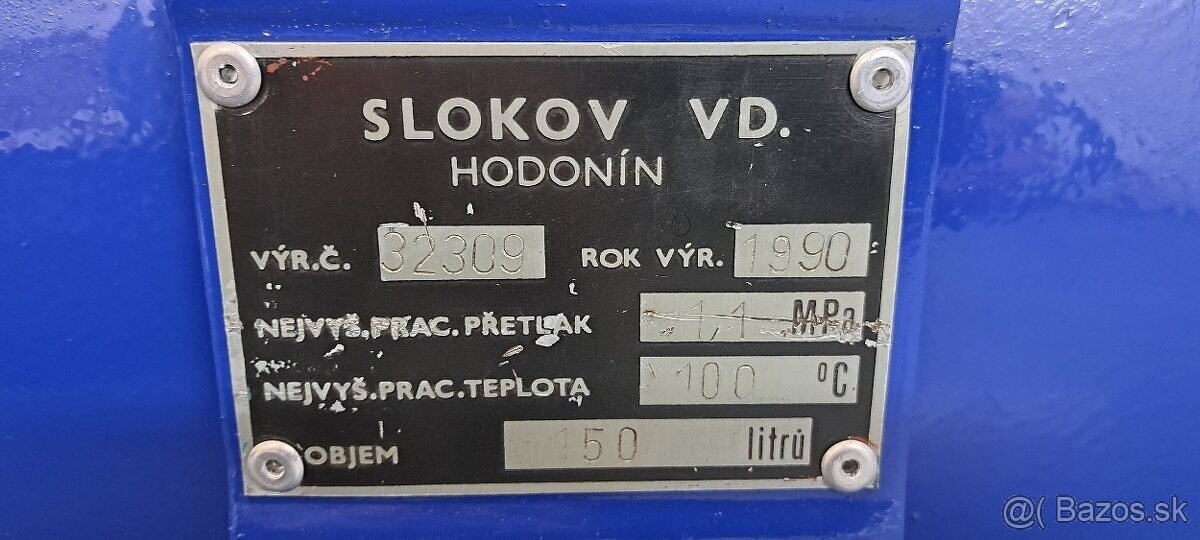 SLOKOV VD.
HODONÍN
VÝR.Č. 32309 ROK VÝR. 1990
NEJVYŠ.PRAC.PŘETLAK 1,1 MPa
NEJVYŠ.PRAC.TEPLOTA 100 °C
OBJEM 150 litrů
@( Bazos.sk